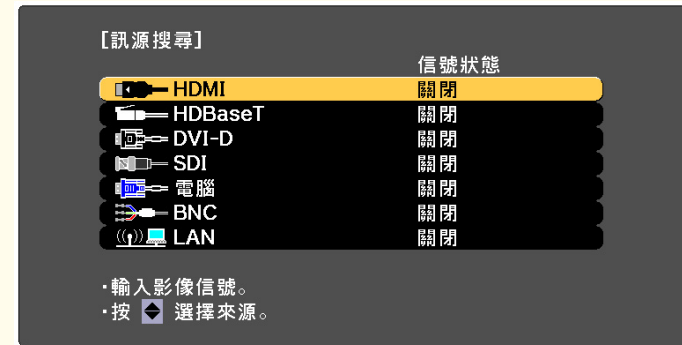 [訊源搜尋]
信號狀態
HDMI 關閉
HDBaseT 關閉
DVI-D 關閉
SDI 關閉
電腦 關閉
BNC 關閉
LAN 關閉
·輸入影像信號。
·按 選擇來源。